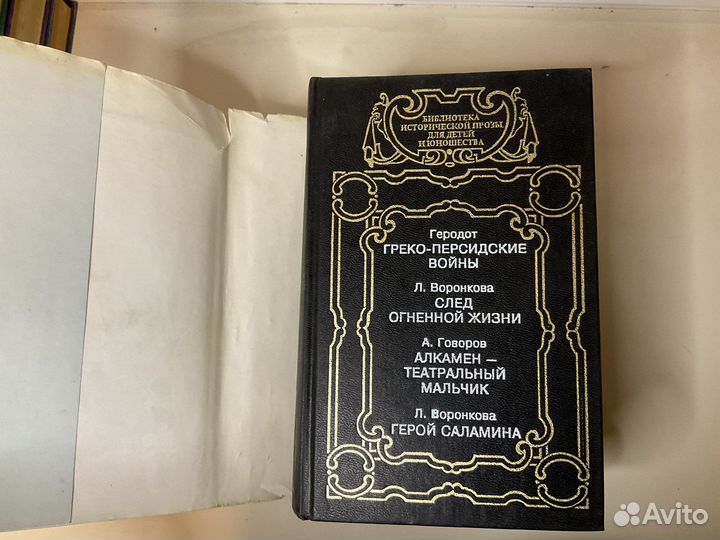 БИБЛИОТЕКА
ИСТОРИЧЕСКОЙ ПРОЗЫ
ДЛЯ ДЕТЕЙ
И ЮНОШЕСТВА
Геродот
ГРЕКО-ПЕРСИДСКИЕ
ВОЙНЫ
Л. Воронкова
СЛЕД
ОГНЕННОЙ ЖИЗНИ
А. Говоров
АЛКАМЕН –
ТЕАТРАЛЬНЫЙ
МАЛЬЧИК
Л. Воронкова
ГЕРОЙ САЛАМИНА
Avito